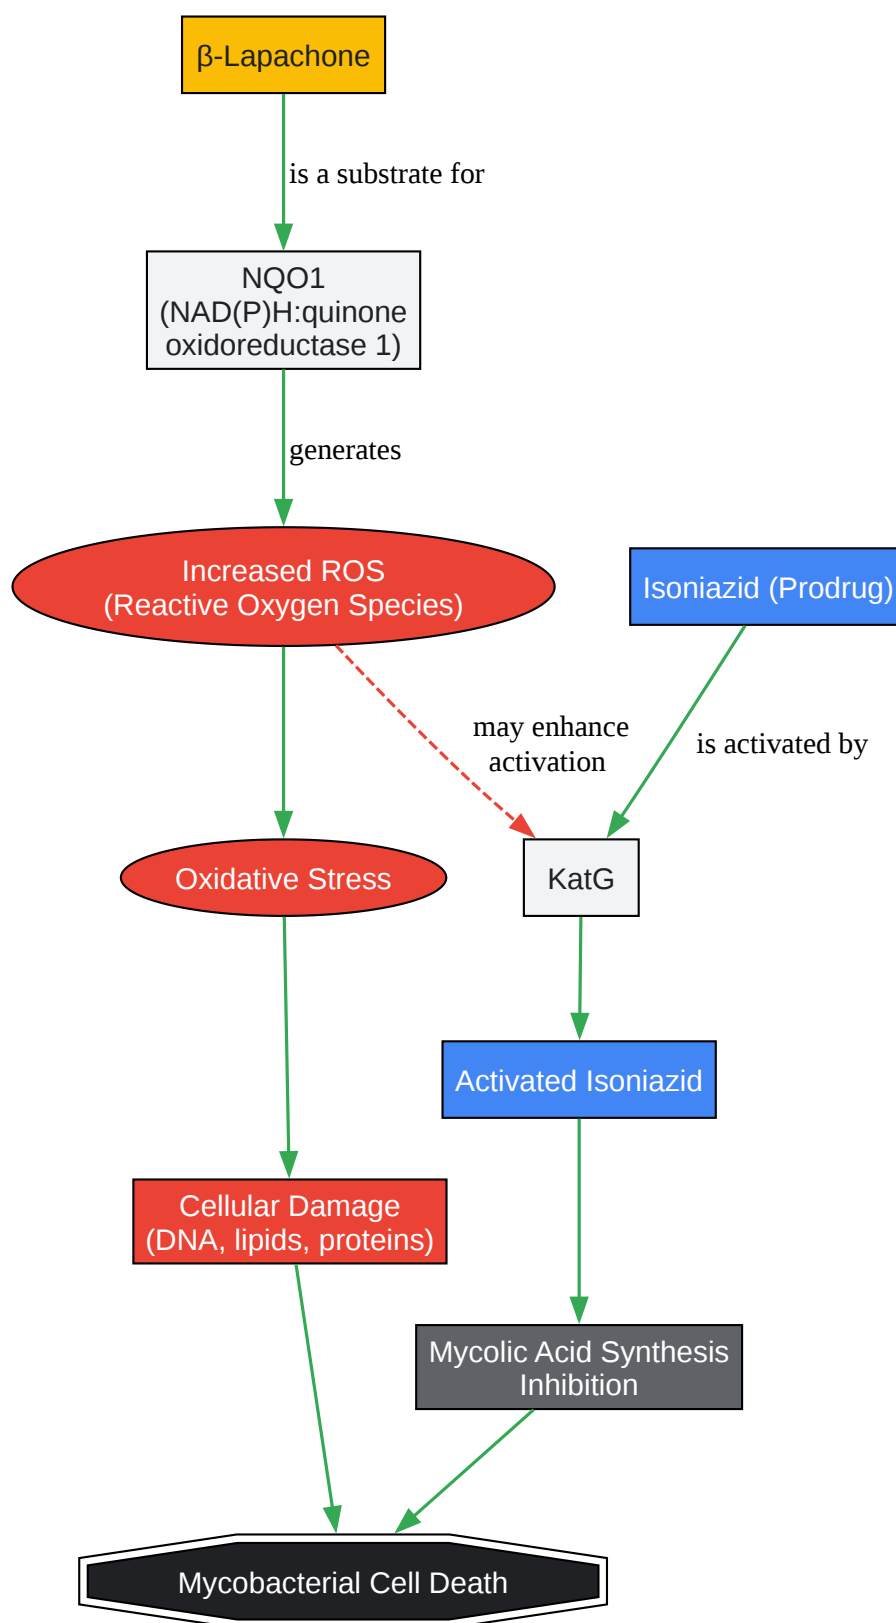 β-Lapachone
is a substrate for
NQO1
(NAD(P)H:quinone
oxidoreductase 1)
generates
Increased ROS
(Reactive Oxygen Species)
Isoniazid (Prodrug)
may enhance
activation
is activated by
Oxidative Stress
KatG
Activated Isoniazid
Cellular Damage
(DNA, lipids, proteins)
Mycolic Acid Synthesis
Inhibition
Mycobacterial Cell Death